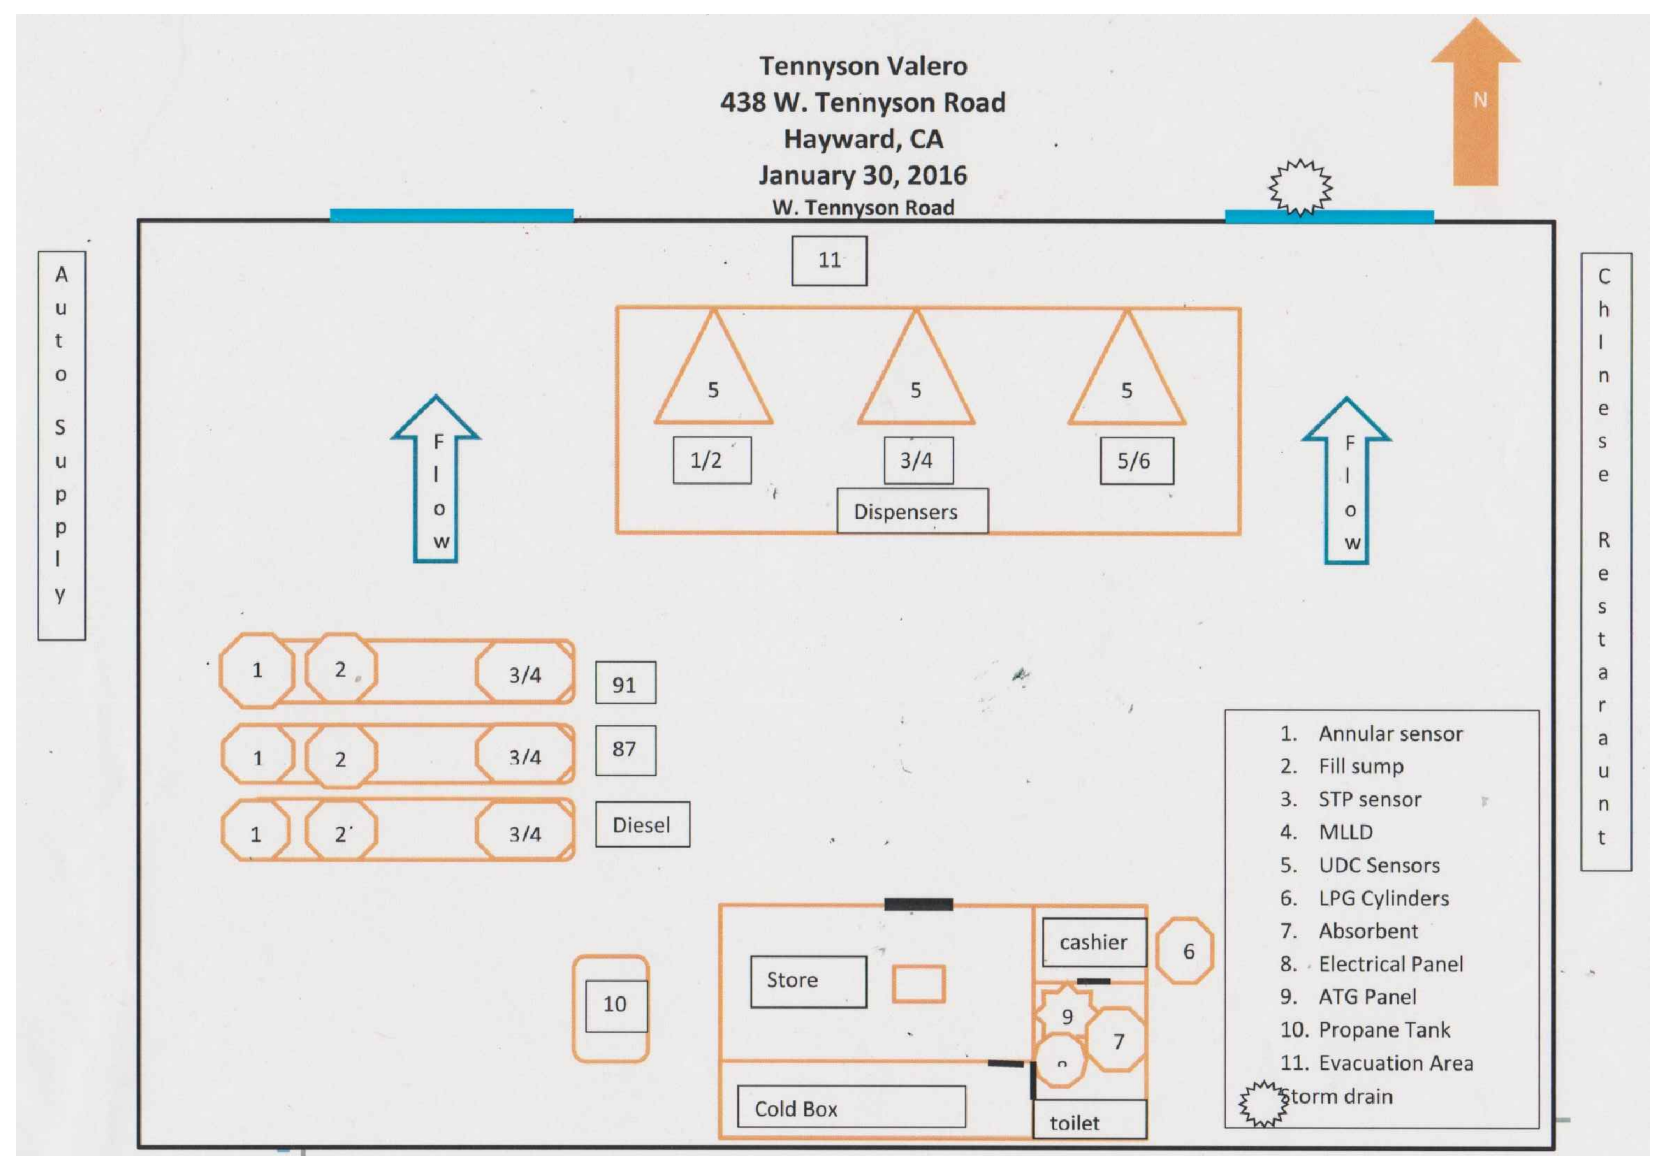 Tennyson Valero
438 W. Tennyson Road
Hayward, CA
January 30, 2016
W. Tennyson Road
N
Auto Supply
11
5 5 5
1/2 3/4 5/6
Dispensers
Flow
Flow
ChInese Restaraunt
1 2 3/4 91
1 2 3/4 87
1 2 3/4 Diesel
10
Store
cashier
6
9
7
Cold Box
toilet
1. Annular sensor
2. Fill sump
3. STP sensor
4. MLLD
5. UDC Sensors
6. LPG Cylinders
7. Absorbent
8. Electrical Panel
9. ATG Panel
10. Propane Tank
11. Evacuation Area
Storm drain